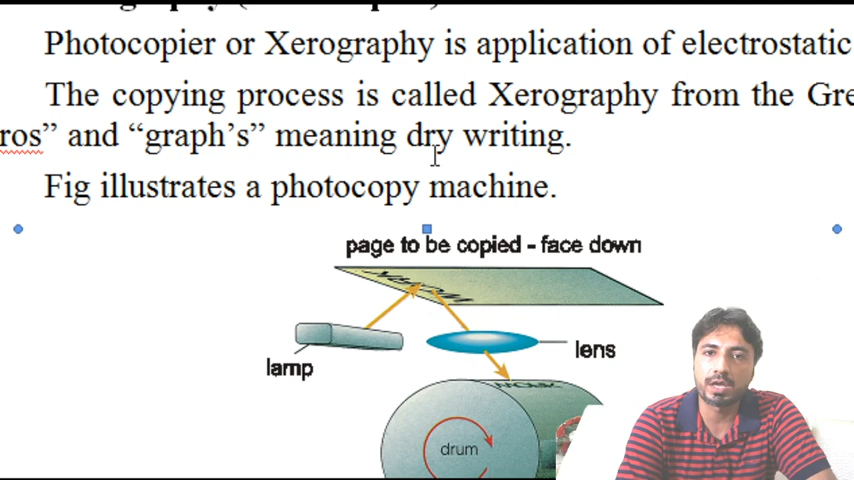 Photocopier or Xerography is application of electrostatic
The copying process is called Xerography from the Gre
ros” and “graph’s” meaning dry writing.
Fig illustrates a photocopy machine.
page to be copied - face down
lamp
lens
drum